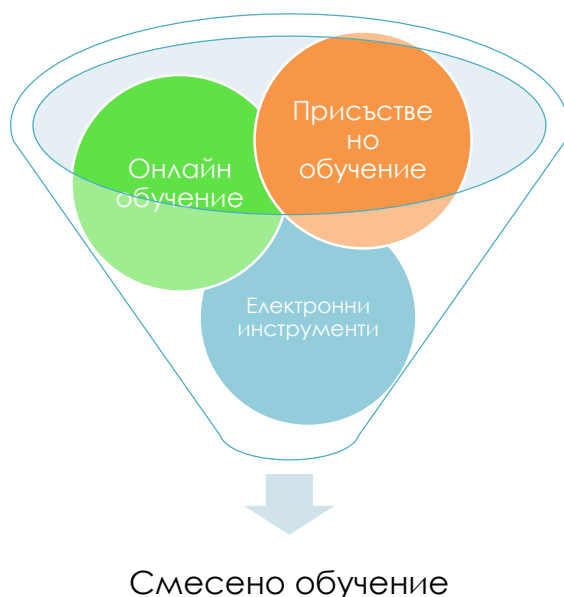 Присъстве
но
обучение
Онлайн
обучение
Електронни
инструменти
Смесено обучение